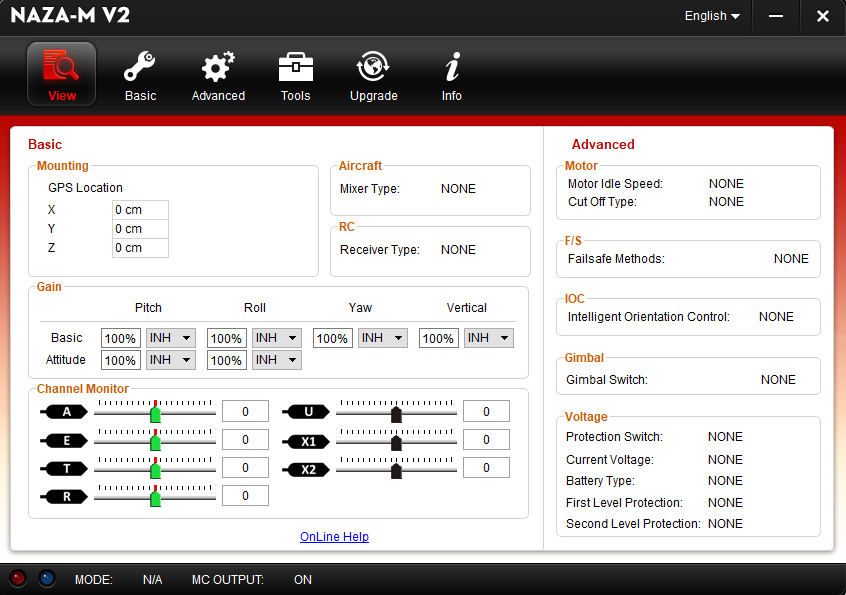 NAZA-M V2
English
View Basic Advanced Tools Upgrade Info
Basic
Mounting
GPS Location
X 0 cm
Y 0 cm
Z 0 cm
Aircraft
Mixer Type: NONE
RC
Receiver Type: NONE
Gain
Pitch Roll Yaw Vertical
Basic 100% INH 100% INH 100% INH 100% INH
Attitude 100% INH 100% INH
Channel Monitor
A 0 U 0
E 0 X1 0
T 0 X2 0
R 0
OnLine Help
Advanced
Motor
Motor Idle Speed: NONE
Cut Off Type: NONE
F/S
Failsafe Methods: NONE
IOC
Intelligent Orientation Control: NONE
Gimbal
Gimbal Switch: NONE
Voltage
Protection Switch: NONE
Current Voltage: NONE
Battery Type: NONE
First Level Protection: NONE
Second Level Protection: NONE
MODE: N/A MC OUTPUT: ON